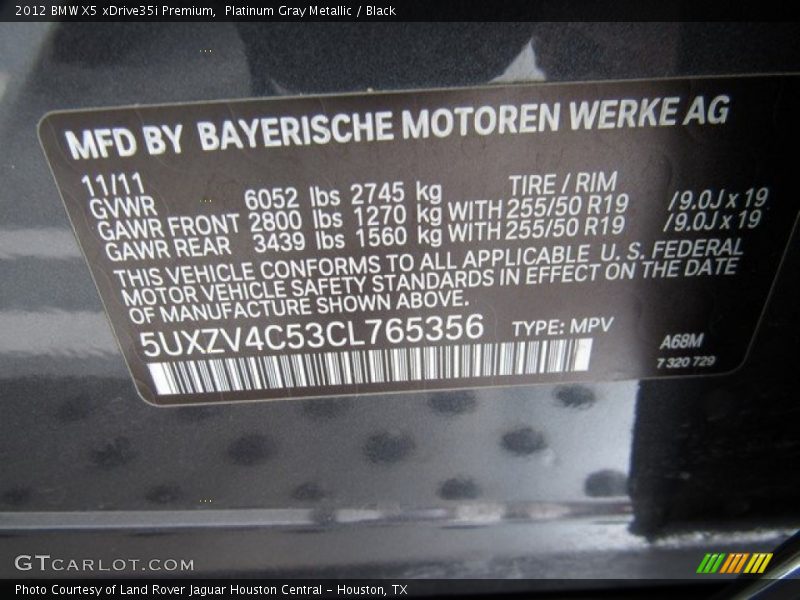 2012 BMW X5 xDrive35i Premium,  Platinum Gray Metallic / Black
MFD BY BAYERISCHE MOTOREN WERKE AG
11/11 TIRE / RIM
GVWR 6052 lbs 2745 kg
GAWR FRONT 2800 lbs 1270 kg WITH 255/50 R19 /9.0J x 19
GAWR REAR 3439 lbs 1560 kg WITH 255/50 R19 /9.0J x 19
THIS VEHICLE CONFORMS TO ALL APPLICABLE U.S. FEDERAL
MOTOR VEHICLE SAFETY STANDARDS IN EFFECT ON THE DATE
OF MANUFACTURE SHOWN ABOVE.
5UXZV4C53CL765356 TYPE: MPV
A68M
7 320 729
GTCARLOT.COM
Photo Courtesy of Land Rover Jaguar Houston Central - Houston, TX